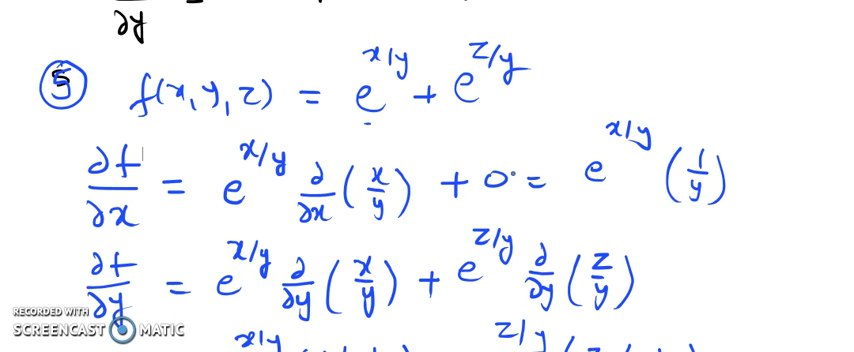 ∂y =
⑤ f(x, y, z) = e^{x/y} + e^{z/y}
∂f/∂x = e^{x/y} ∂/∂x (x/y) + 0 = e^{x/y} (1/y)
∂f/∂y = e^{x/y} ∂/∂y (x/y) + e^{z/y} ∂/∂y (z/y)
RECORDED WITH
SCREENCAST MATIC
x/y z/y